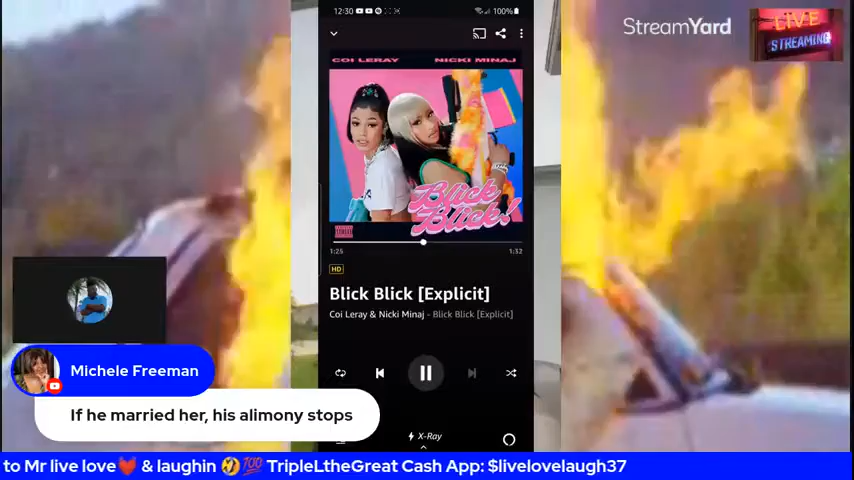 12:30
100%
StreamYard
LIVE
STREAMING
COI LERAY NICKI MINAJ
Blick
Blick!
1:25 1:32
HD
Blick Blick [Explicit]
Coi Leray & Nicki Minaj - Blick Blick [Explicit]
Michele Freeman
If he married her, his alimony stops
X-Ray
to Mr live love💓 & laughin 🤣💯 TripleLtheGreat Cash App: $livelovelaugh37